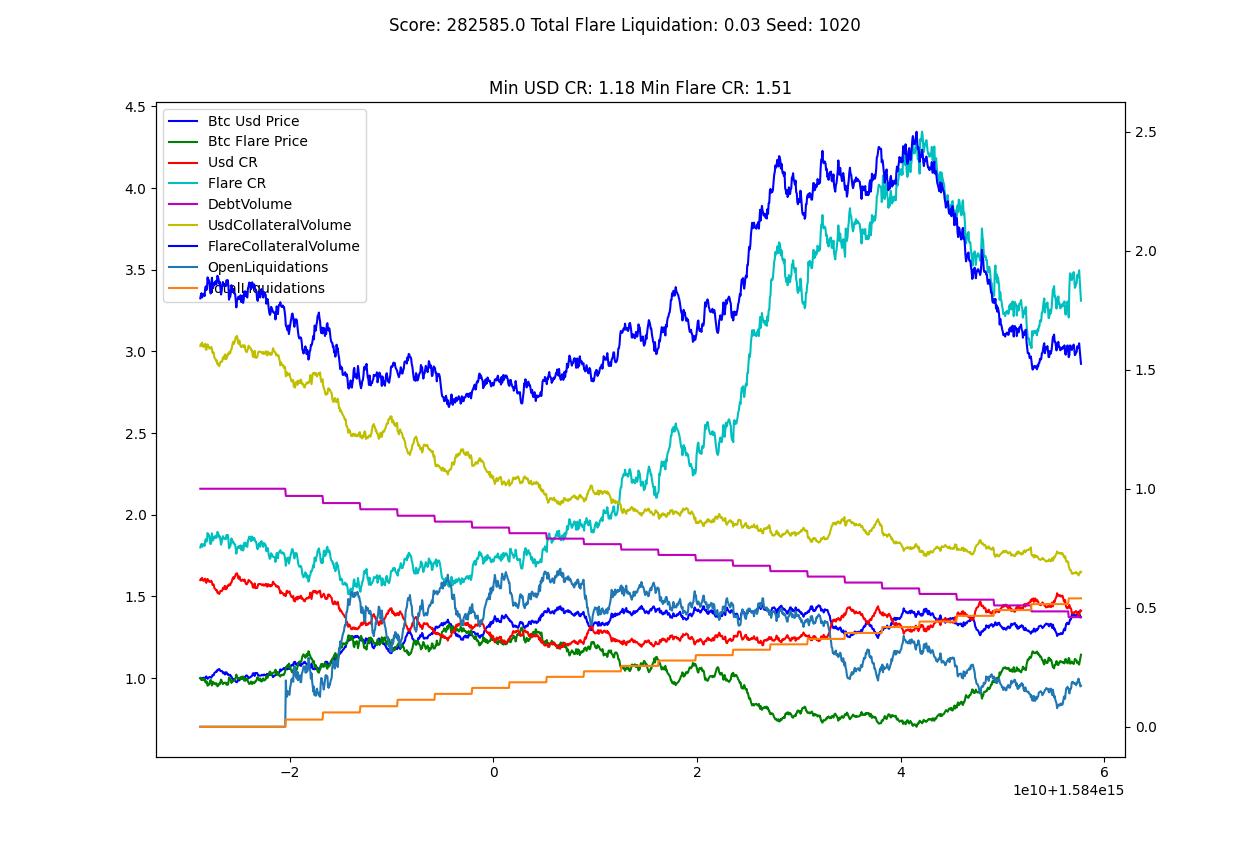 Score: 282585.0 Total Flare Liquidation: 0.03 Seed: 1020
Min USD CR: 1.18 Min Flare CR: 1.51
Btc Usd Price
Btc Flare Price
Usd CR
Flare CR
DebtVolume
UsdCollateralVolume
FlareCollateralVolume
OpenLiquidations
TotalLiquidations
4.5
4.0
3.5
3.0
2.5
2.0
1.5
1.0
2.5
2.0
1.5
1.0
0.5
0.0
−2
0
2
4
6
1e10+1.584e15